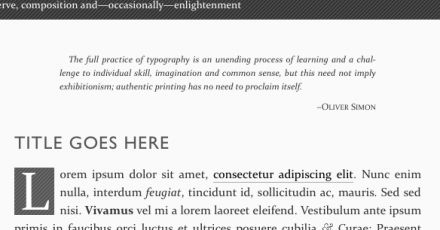 erve, composition and—occasionally—enlightenment
The full practice of typography is an unending process of learning and a chal-
lenge to individual skill, imagination and common sense, but this need not imply
exhibitionism; authentic printing has no need to proclaim itself.
–OLIVER SIMON
TITLE GOES HERE
Lorem ipsum dolor sit amet, consectetur adipiscing elit. Nunc enim
nulla, interdum feugiat, tincidunt id, sollicitudin ac, mauris. Sed sed
nisi. Vivamus vel mi a lorem laoreet eleifend. Vestibulum ante ipsum
primis in faucibus orci luctus et ultrices posuere cubilia & Curae; Mauris